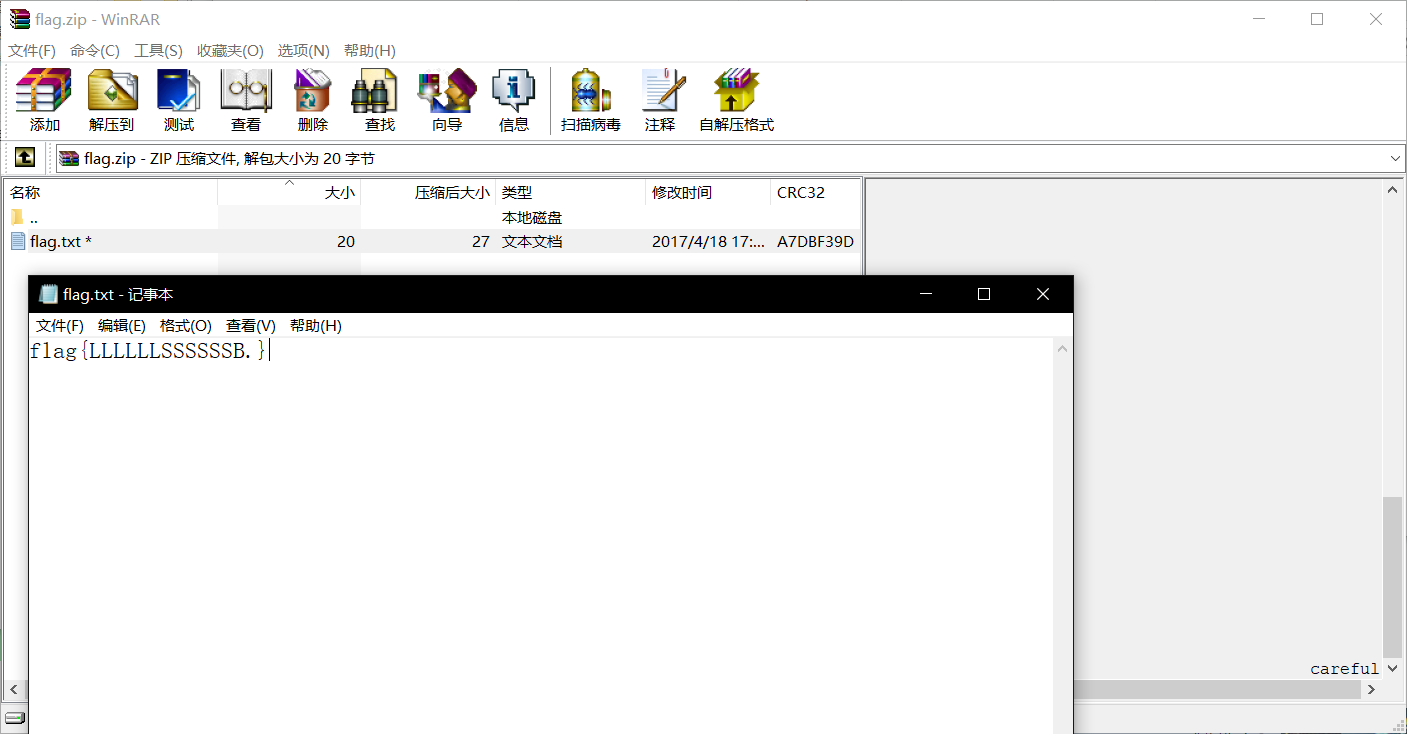 flag.zip - WinRAR
文件(F) 命令(C) 工具(S) 收藏夹(O) 选项(N) 帮助(H)
添加 解压到 测试 查看 删除 查找 向导 信息 扫描病毒 注释 自解压格式
flag.zip - ZIP 压缩文件, 解包大小为 20 字节
名称 大小 压缩后大小 类型 修改时间 CRC32
.. 本地磁盘
flag.txt * 20 27 文本文档 2017/4/18 17:... A7DBF39D
flag.txt - 记事本
文件(F) 编辑(E) 格式(O) 查看(V) 帮助(H)
flag{LLLLLLSSSSSSB.}
careful